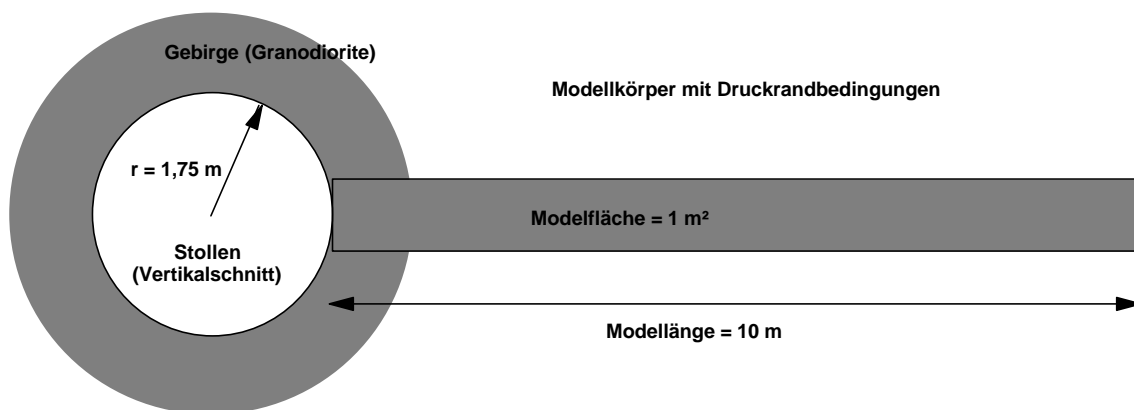 Gebirge (Granodiorite)
Modellkörper mit Druckrandbedingungen
r = 1,75 m
Modelfläche = 1 m²
Stollen
(Vertikalschnitt)
Modellänge = 10 m